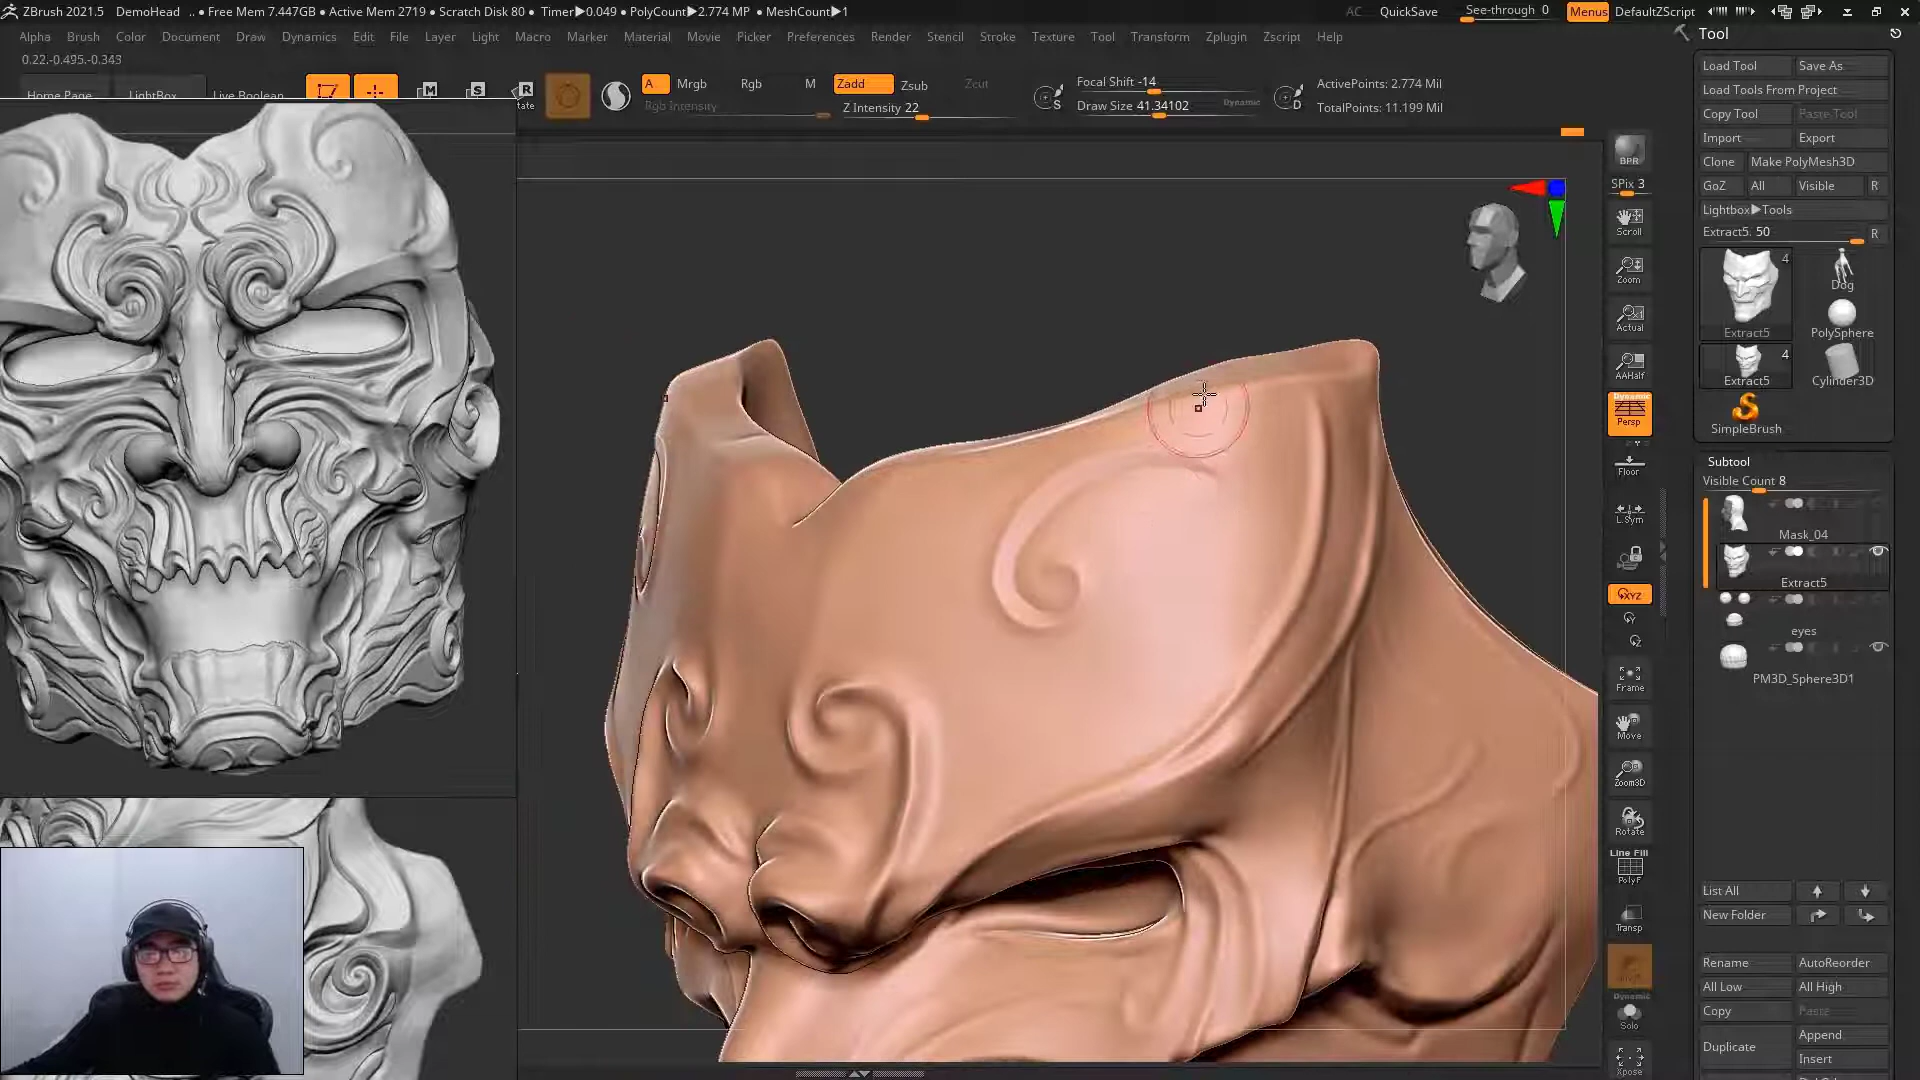 ZBrush 2021.5 DemoHead .. • Free Mem 7.447GB • Active Mem 2719 • Scratch Disk 80 • Timer▶0.049 • PolyCount▶2.774 MP • MeshCount▶1 AC QuickSave See-through 0 Menus DefaultZScript
Alpha Brush Color Document Draw Dynamics Edit File Layer Light Macro Marker Material Movie Picker Preferences Render Stencil Stroke Texture Tool Transform Zplugin Zscript Help
0.22,-0.495,-0.343
Home Page LightBox Live Boolean M S R tate A Mrgb Rgb M Zadd Zsub Zcut
Rgb Intensity Z Intensity 22
S Focal Shift -14
Draw Size 41.34102 Dynamic D
ActivePoints: 2.774 Mil
TotalPoints: 11.199 Mil
BPR
SPix 3
Scroll
Zoom
Actual
AAHalf
Dynamic
Persp
Floor
L.Sym
XYZ
Y
Z
Frame
Move
Zoom3D
Rotate
Line Fill
PolyF
Transp
Dynamic
Solo
Xpose
Tool
Load Tool Save As
Load Tools From Project
Copy Tool Paste Tool
Import Export
Clone Make PolyMesh3D
GoZ All Visible R
Lightbox▶Tools
Extract5. 50 R
4
Extract5
Dog
PolySphere
4
Extract5
Cylinder3D
SimpleBrush
Subtool
Visible Count 8
Mask_04
Extract5
eyes
PM3D_Sphere3D1
List All
New Folder
Rename AutoReorder
All Low All High
Copy Paste
Duplicate
Append
Insert